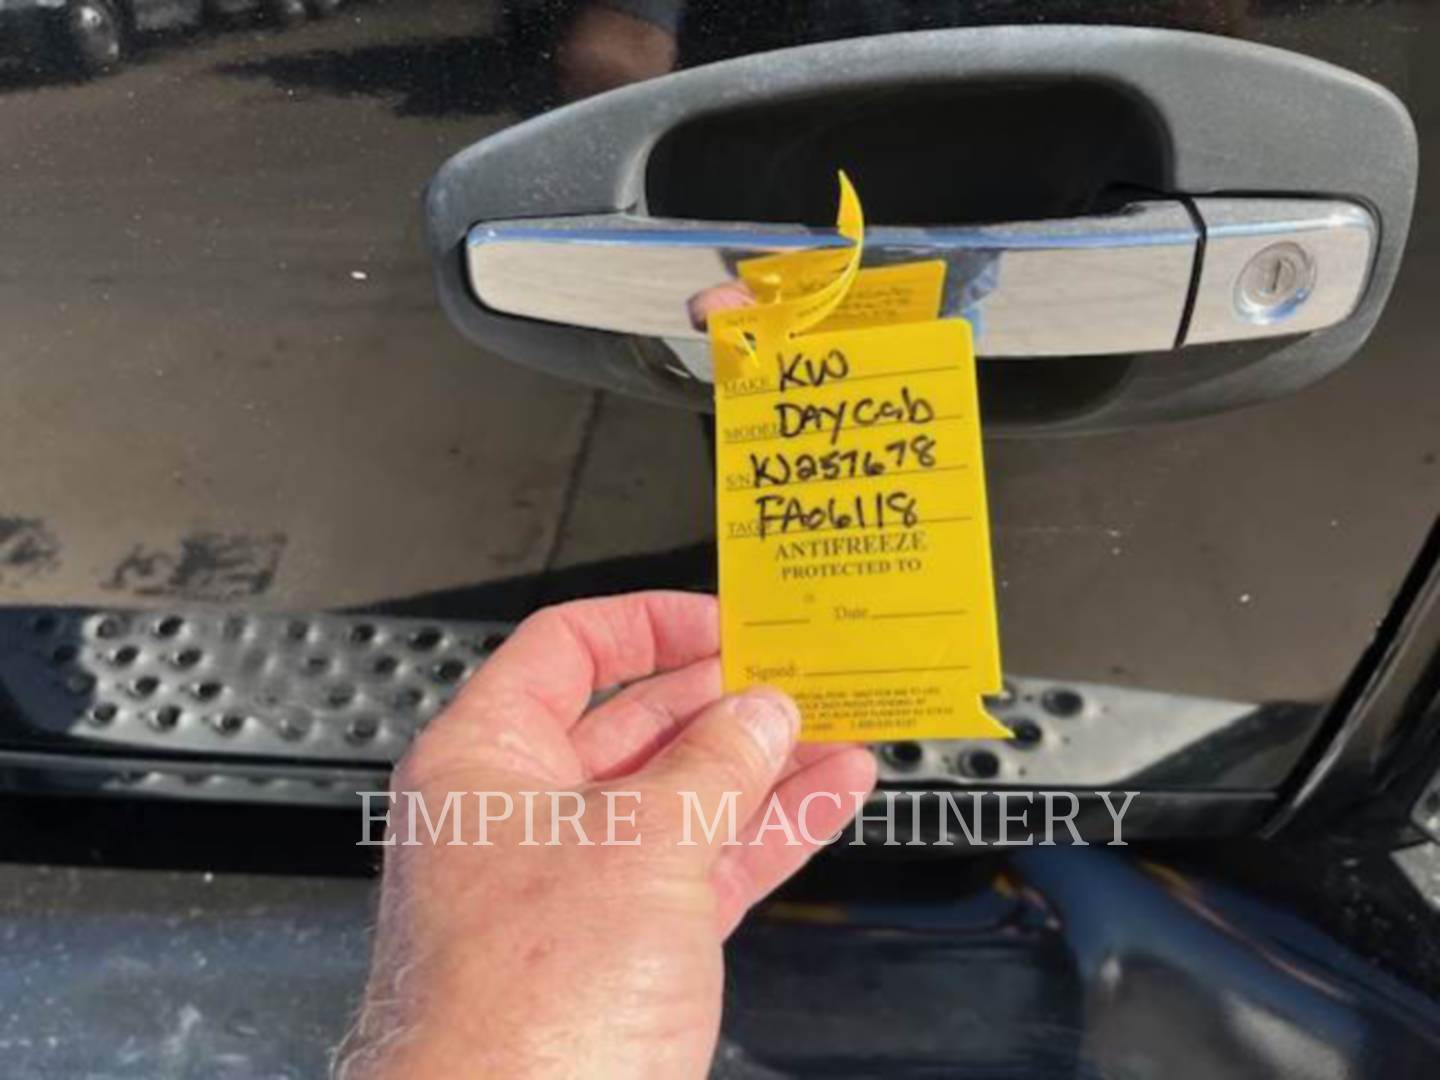 MAKE KW
MODEL DAYCab
S/N KJ257678
TAG FA06118
ANTIFREEZE
PROTECTED TO
Date
Signed:
EMPIRE MACHINERY